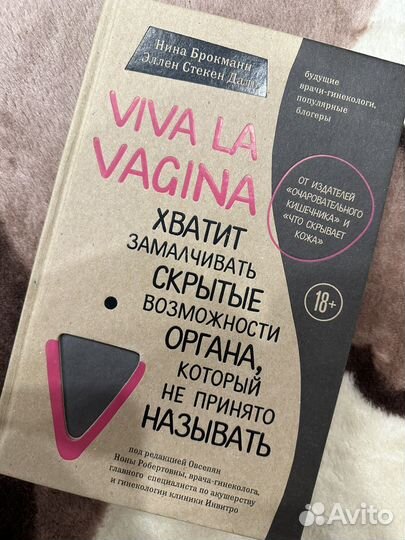 Нина Брокманн
Эллен Стекен Даль
будущие
врачи-гинекологи,
популярные
блогеры
VIVA LA
VAGINA
ОТ ИЗДАТЕЛЕЙ
«ОЧАРОВАТЕЛЬНОГО
КИШЕЧНИКА» И
«ЧТО СКРЫВАЕТ
КОЖА»
18+
ХВАТИТ
ЗАМАЛЧИВАТЬ
СКРЫТЫЕ
ВОЗМОЖНОСТИ
ОРГАНА,
КОТОРЫЙ
НЕ ПРИНЯТО
НАЗЫВАТЬ
под редакцией Овсепян
Ноны Робертовны, врача-гинеколога,
главного специалиста по акушерству
и гинекологии клиники Инвитро
Avito